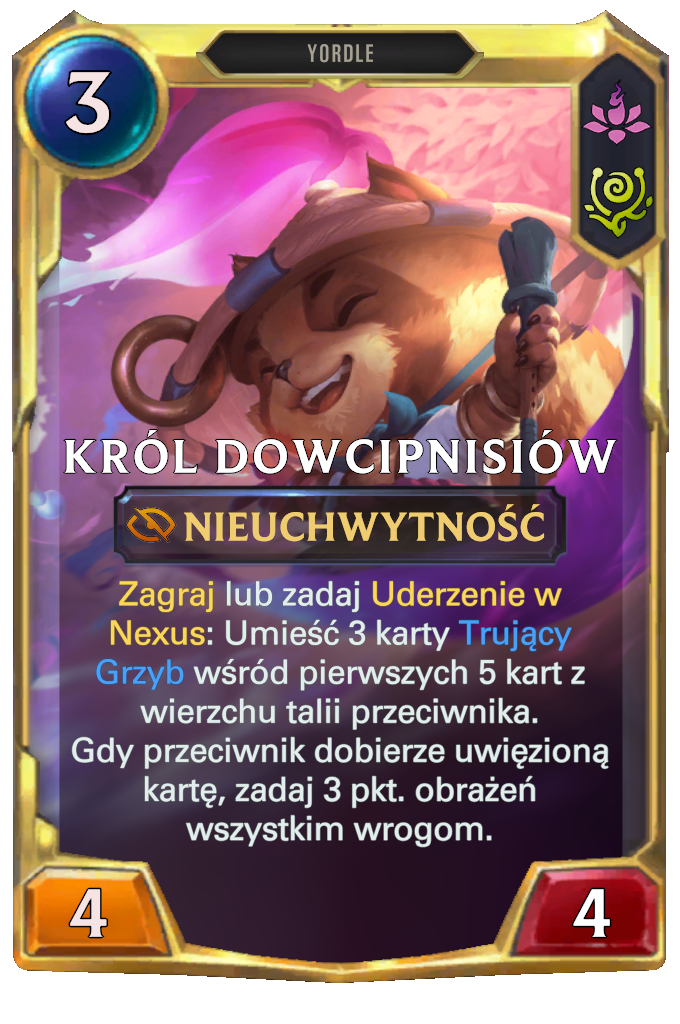 YORDLE
3
KRÓL DOWCIPNISIÓW
NIEUCHWYTNOŚĆ
Zagraj lub zadaj Uderzenie w
Nexus: Umieść 3 karty Trujący
Grzyb wśród pierwszych 5 kart z
wierzchu talii przeciwnika.
Gdy przeciwnik dobierze uwięzioną
kartę, zadaj 3 pkt. obrażeń
wszystkim wrogom.
4
4